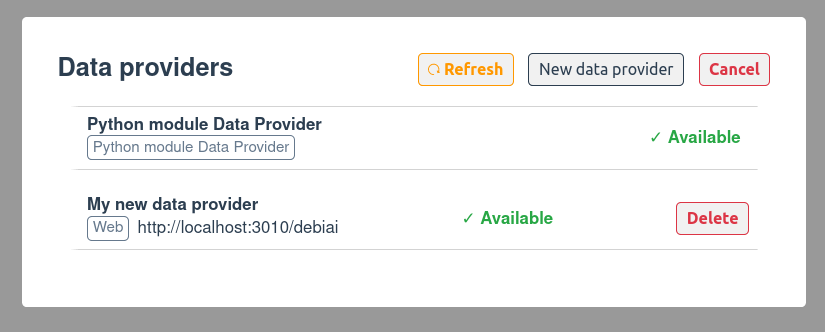 Data providers
Refresh
New data provider
Cancel
Python module Data Provider
Python module Data Provider
✓ Available
My new data provider
Web http://localhost:3010/debiai
✓ Available
Delete